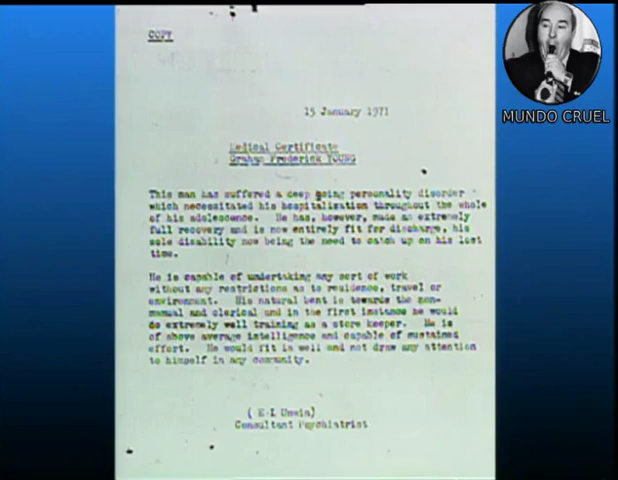 COPY
15 January 1971
Medical Certificate
Graham Frederick YOUNG
This man has suffered a deep going personality disorder
which necessitated his hospitalization throughout the whole
of his adolescence. He has, however, made an extremely
full recovery and is now entirely fit for discharge, his
sole disability now being the need to catch up on his lost
time.
He is capable of undertaking any sort of work
without any restrictions as to residence, travel or
environment. His natural bent is towards the non-
manual and clerical and in the first instance he would
do extremely well training as a store keeper. He is
of above average intelligence and capable of sustained
effort. He would fit in well and not draw any attention
to himself in any community.
( E.L Unwin)
Consultant Psychiatrist
MUNDO CRUEL